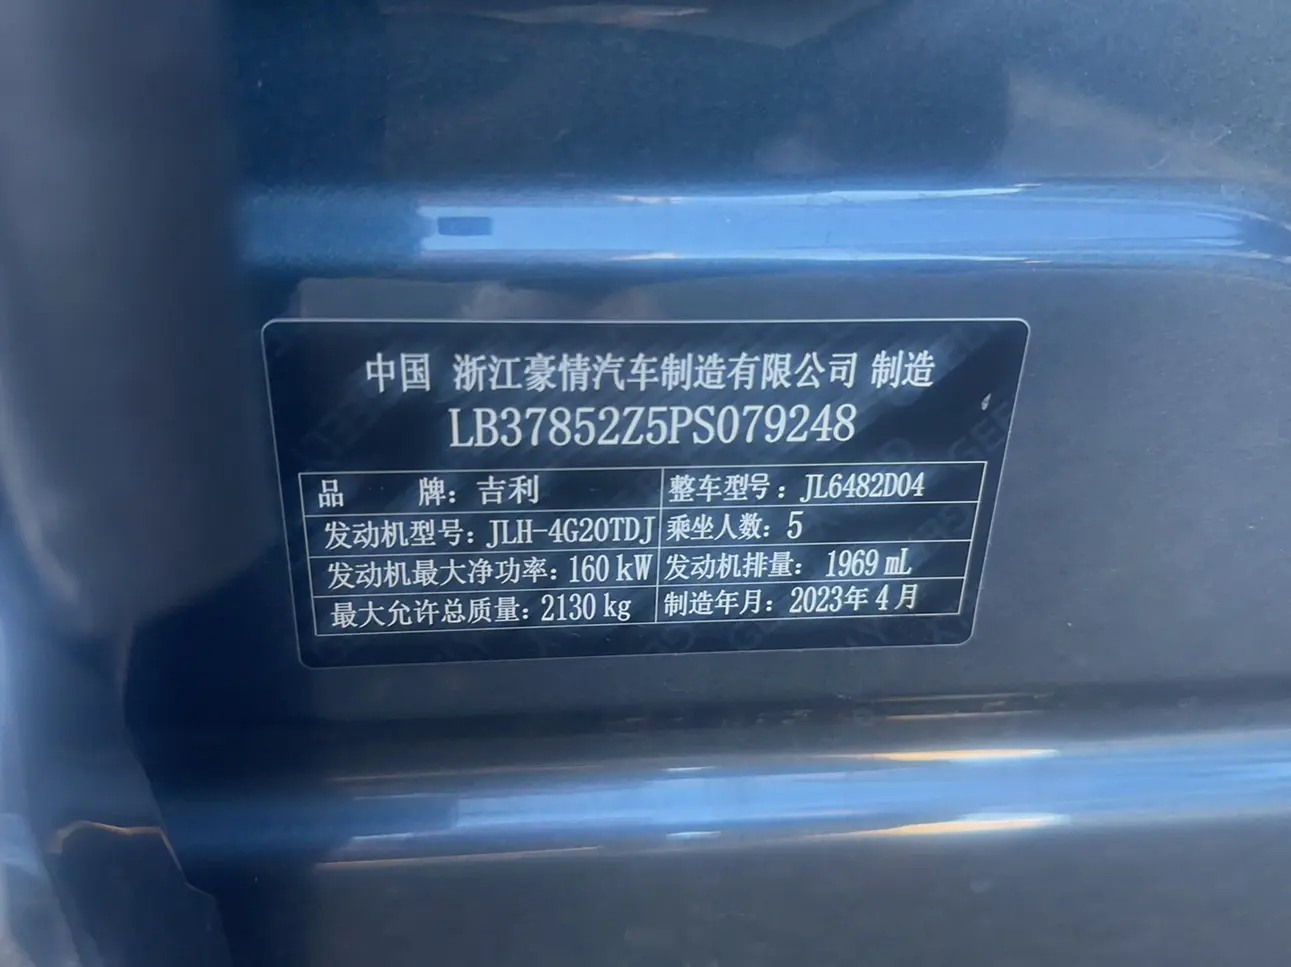 中国 浙江豪情汽车制造有限公司 制造
LB37852Z5PS079248
品 牌：吉利 整车型号：JL6482D04
发动机型号：JLH-4G20TDJ 乘坐人数：5
发动机最大净功率：160 kW 发动机排量： 1969 mL
最大允许总质量：2130 kg 制造年月：2023年 4 月